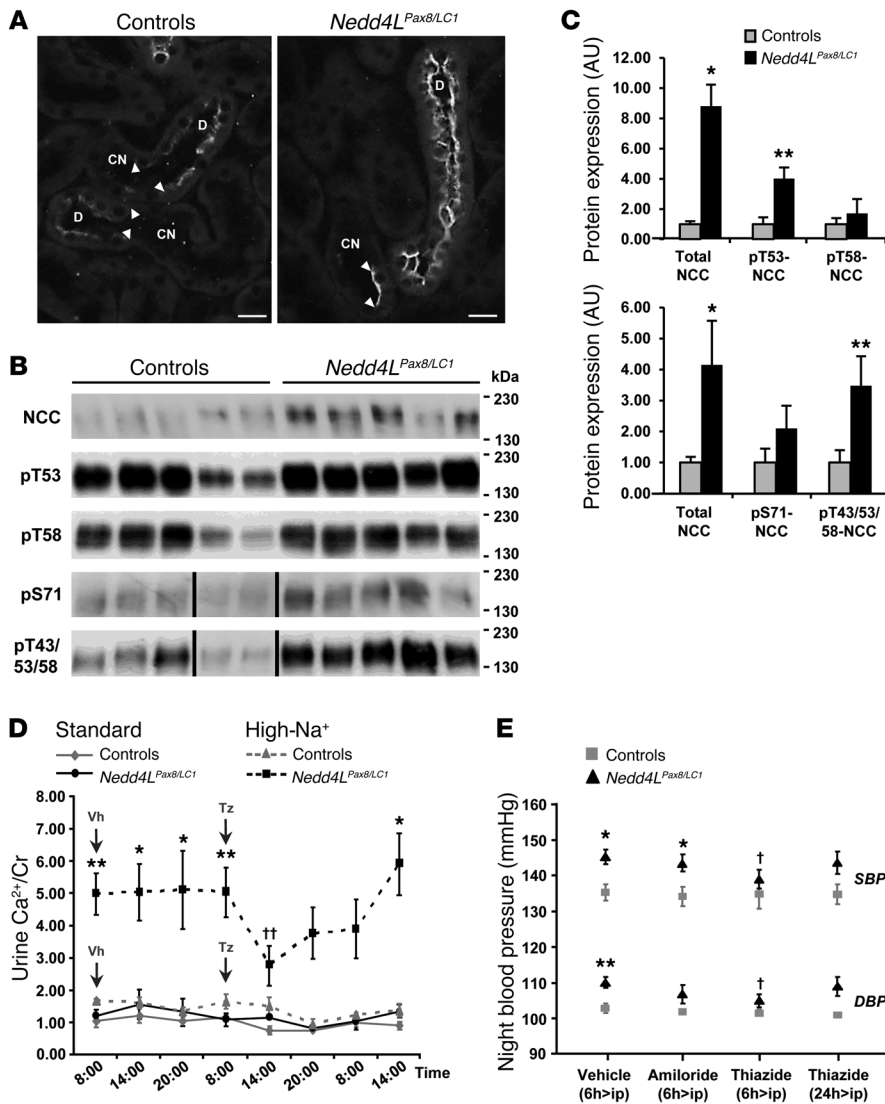 A
Controls
Nedd4L^Pax8/LC1
D
CN
D
CN
D
CN
B
Controls
Nedd4L^Pax8/LC1
kDa
NCC
230
130
pT53
230
130
pT58
230
130
pS71
230
130
pT43/
53/58
230
130
C
Controls
Nedd4L^Pax8/LC1
Protein expression (AU)
12.00
10.00
8.00
6.00
4.00
2.00
0.00
*
**
Total
NCC
pT53-
NCC
pT58-
NCC
Protein expression (AU)
6.00
5.00
4.00
3.00
2.00
1.00
0.00
*
**
Total
NCC
pS71-
NCC
pT43/53/
58-NCC
D
Standard
Controls
Nedd4L^Pax8/LC1
High-Na⁺
Controls
Nedd4L^Pax8/LC1
Urine Ca²⁺/Cr
8.00
7.00
6.00
5.00
4.00
3.00
2.00
1.00
0.00
Vh
Tz
** * * ** †† *
Vh
Tz
8:00 14:00 20:00 8:00 14:00 20:00 8:00 14:00
Time
E
Controls
Nedd4L^Pax8/LC1
Night blood pressure (mmHg)
160
150
140
130
120
110
100
90
* * †
SBP
** †
DBP
Vehicle
(6h>ip)
Amiloride
(6h>ip)
Thiazide
(6h>ip)
Thiazide
(24h>ip)